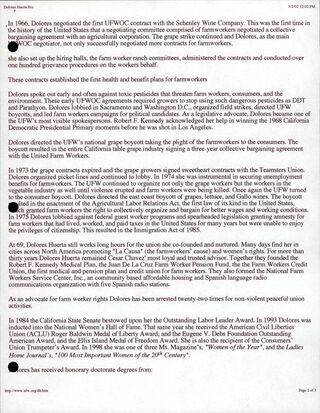 Dolores Huerta Bio
5/2/02 12:03 PM
In 1966, Dolores negotiated the first UFWOC contract with the Schenley Wine Company. This was the first time in
the history of the United States that a negotiating committee comprised of farmworkers negotiated a collective
bargaining agreement with an agricultural corporation. The grape strike continued and Dolores, as the main
WOC negotiator, not only successfully negotiated more contracts for farmworkers,
she also set up the hiring halls, the farm worker ranch committees, administered the contracts and conducted over
one hundred grievance procedures on the workers behalf.
These contracts established the first health and benefit plans for farmworkers
Dolores spoke out early and often against toxic pesticides that threaten farm workers, consumers, and the
environment. These early UFWOC agreements required growers to stop using such dangerous pesticides as DDT
and Parathyon. Dolores lobbied in Sacramento and Washington D.C., organized field strikes, directed UFW
boycotts, and led farm workers campaigns for political candidates. As a legislative advocate, Dolores became one of
the UFW's most visible spokespersons. Robert F. Kennedy acknowledged her help in winning the 1968 California
Democratic Presidential Primary moments before he was shot in Los Angeles.
Dolores directed the UFW's national grape boycott taking the plight of the farmworkers to the consumers. The
boycott resulted in the entire California table grape industry signing a three-year collective bargaining agreement
with the United Farm Workers.
In 1973 the grape contracts expired and the grape growers signed sweetheart contracts with the Teamsters Union.
Dolores organized picket lines and continued to lobby. In 1974 she was instrumental in securing unemployment
benefits for farmworkers. The UFW continued to organize not only the grape workers but the workers in the
vegetable industry as well until violence erupted and farm workers were being killed. Once again the UFW turned
to the consumer boycott. Dolores directed the east coast boycott of grapes, lettuce, and Gallo wines. The boycott
ed in the enactment of the Agricultural Labor Relations Act, the first law of its kind in the United States,
granted farm workers the right to collectively organize and bargain for better wages and working conditions.
In 1975 Dolores lobbied against federal guest worker programs and spearheaded legislation granting amnesty for
farm workers that had lived, worked, and paid taxes in the United States for many years but were unable to enjoy
the privileges of citizenship. This resulted in the Immigration Act of 1985.
At 69, Dolores Huerta still works long hours for the union she co-founded and nurtured. Many days find her in
cities across North America promoting "La Causa" (the farmworkers' cause) and women's rights. For more than
thirty years Dolores Huerta remained Cesar Chavez' most loyal and trusted advisor. Together they founded the
Robert F. Kennedy Medical Plan, the Juan De La Cruz Farm Worker Pension Fund, the the Farm Workers Credit
Union, the first medical and pension plan and credit union for farm workers. They also formed the National Farm
Workers Service Center, Inc., an community based affordable housing and Spanish language radio
communications organization with five Spanish radio stations.
As an advocate for farm worker rights Dolores has been arrested twenty-two times for non-violent peaceful union
activities.
In 1984 the California State Senate bestowed upon her the Outstanding Labor Leader Award. In 1993 Dolores was
inducted into the National Women's Hall of Fame. That same year she received the American Civil Liberties
Union (ACLU) Roger Baldwin Medal of Liberty Award; and the Eugene V. Debs Foundation Outstanding
American Award, and the Ellis Island Medal of Freedom Award. She is also the recipient of the Consumers'
Union Trumpeter's Award. In 1998 she was one of three Ms. Magazine's, "Women of the Year", and the Ladies
Home Journal's, "100 Most Important Women of the 20th Century".
ores has received honorary doctorate degrees from:
http://www.ufw.org/dh.htm
Page 2 of 3